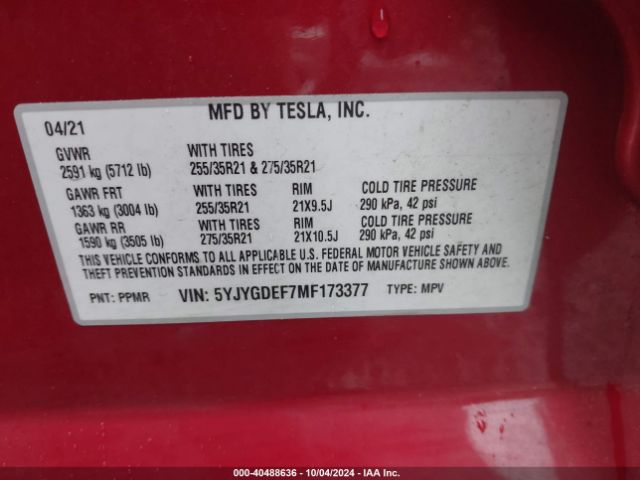 MFD BY TESLA, INC.
04/21
GVWR WITH TIRES
2591 kg (5712 lb) 255/35R21 & 275/35R21
GAWR FRT WITH TIRES RIM COLD TIRE PRESSURE
1363 kg (3004 lb) 255/35R21 21X9.5J 290 kPa, 42 psi
GAWR RR WITH TIRES RIM COLD TIRE PRESSURE
1590 kg (3505 lb) 275/35R21 21X10.5J 290 kPa, 42 psi
THIS VEHICLE CONFORMS TO ALL APPLICABLE U.S. FEDERAL MOTOR VEHICLE SAFETY AND
THEFT PREVENTION STANDARDS IN EFFECT ON THE DATE OF MANUFACTURE SHOWN ABOVE.
PNT: PPMR VIN: 5YJYGDEF7MF173377 TYPE: MPV
000-40488636 - 10/04/2024 - IAA Inc.